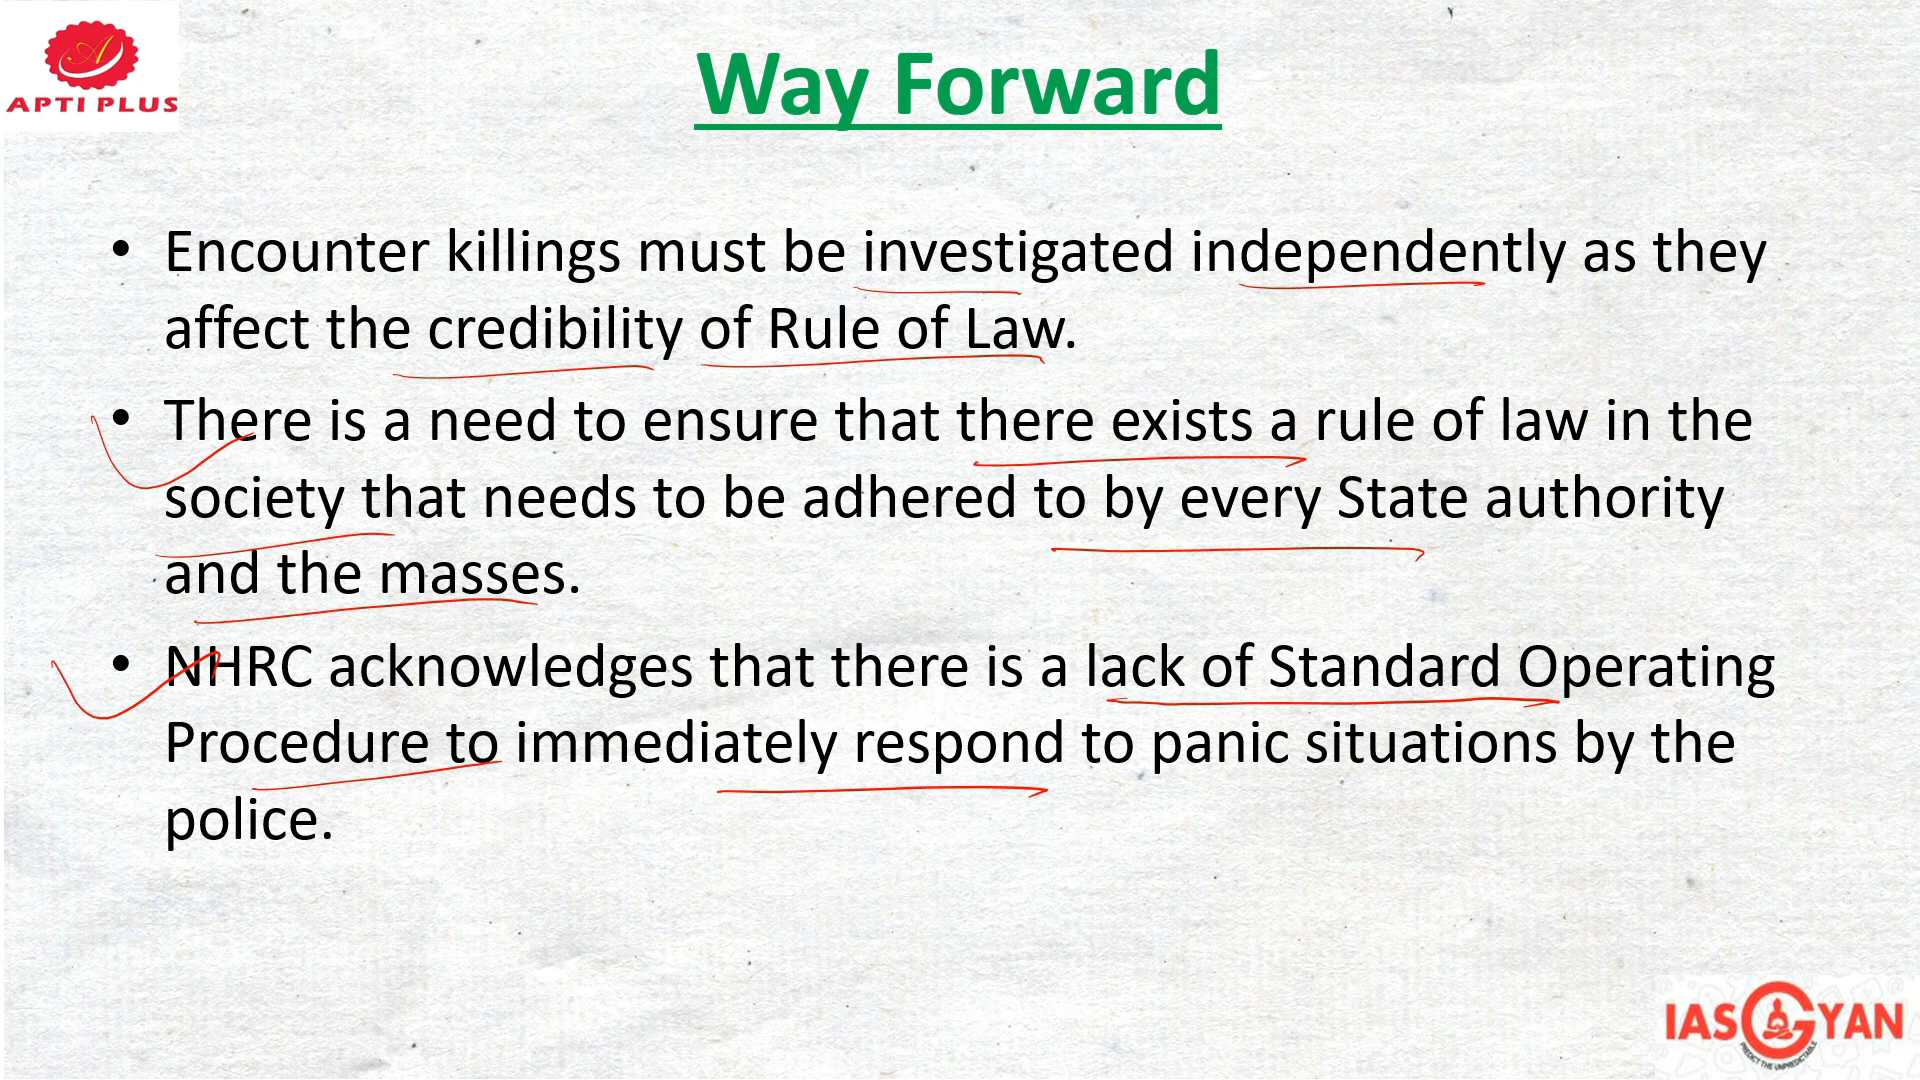 APTI PLUS
Way Forward
• Encounter killings must be investigated independently as they
affect the credibility of Rule of Law.
• There is a need to ensure that there exists a rule of law in the
society that needs to be adhered to by every State authority
and the masses.
• NHRC acknowledges that there is a lack of Standard Operating
Procedure to immediately respond to panic situations by the
police.
IAS GYAN
PREDICT THE UNPREDICTABLE